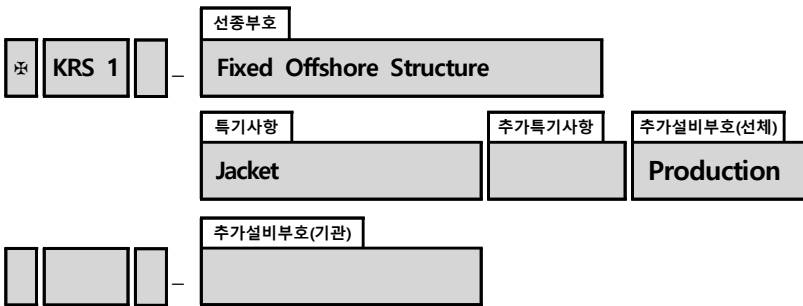 선종부호
✠ KRS 1 – Fixed Offshore Structure
특기사항 추가특기사항 추가설비부호(선체)
Jacket Production
추가설비부호(기관)
–